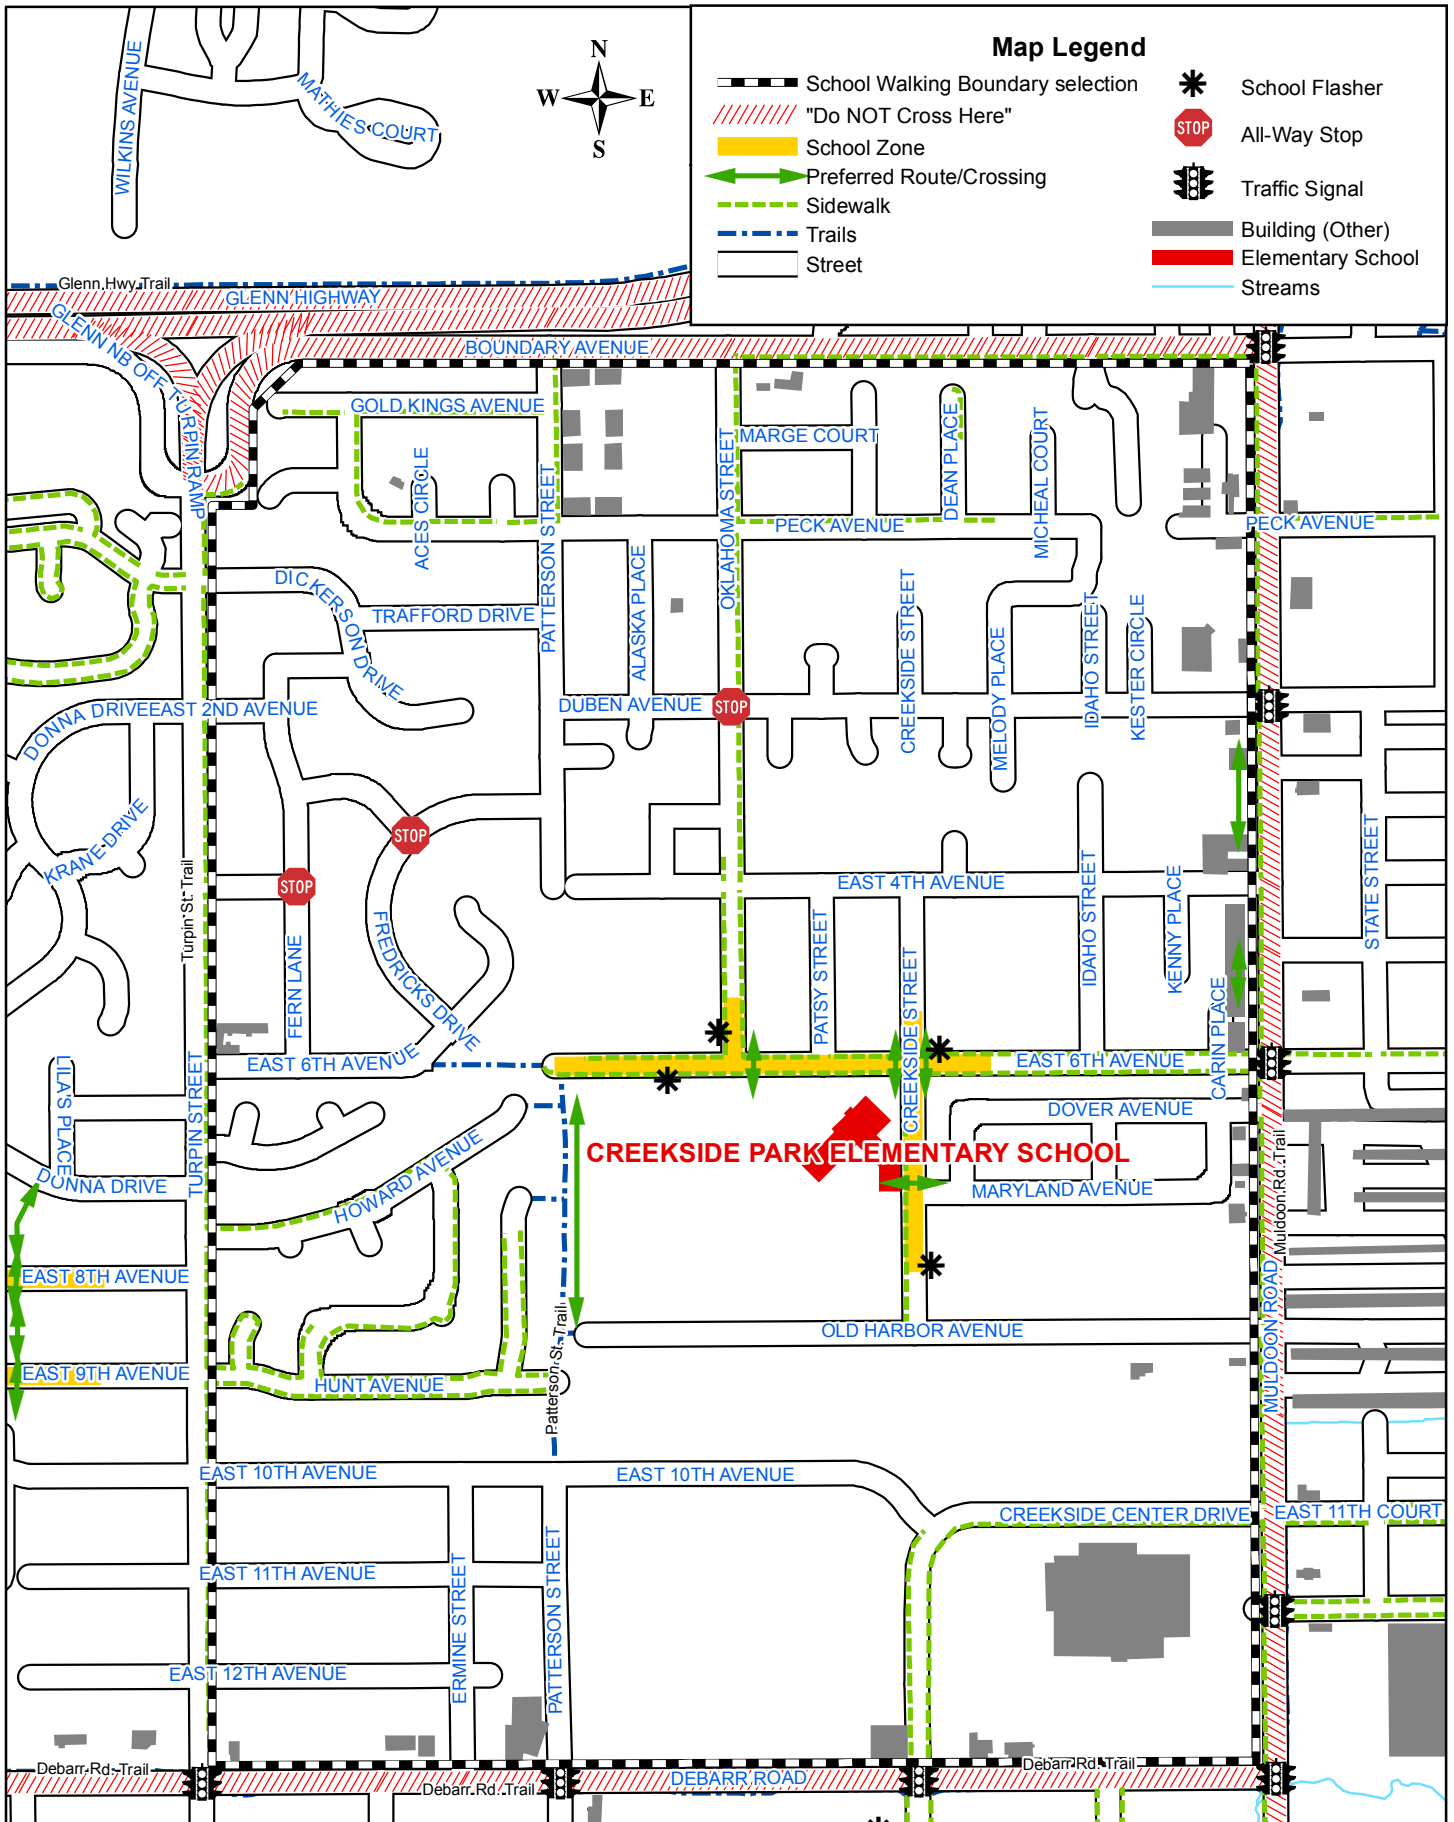 Map Legend
School Walking Boundary selection
"Do NOT Cross Here"
School Zone
Preferred Route/Crossing
Sidewalk
Trails
Street
School Flasher
STOP
All-Way Stop
Traffic Signal
Building (Other)
Elementary School
Streams
N
W
E
S
WILKINS AVENUE
MATHIES COURT
Glenn Hwy Trail
GLENN HIGHWAY
GLENN NB OFF TURPIN RAMP
BOUNDARY AVENUE
GOLD KINGS AVENUE
MARGE COURT
DEAN PLACE
MICHEAL COURT
ACES CIRCLE
PATTERSON STREET
OKLAHOMA STREET
PECK AVENUE
PECK AVENUE
DICKERSON DRIVE
TRAFFORD DRIVE
ALASKA PLACE
CREEKSIDE STREET
MELODY PLACE
IDAHO STREET
KESTER CIRCLE
DONNA DRIVE
EAST 2ND AVENUE
DUBEN AVENUE
STOP
KRANE DRIVE
STOP
STOP
Turpin St. Trail
EAST 4TH AVENUE
STATE STREET
FERN LANE
FREDRICKS DRIVE
PATSY STREET
CREEKSIDE STREET
IDAHO STREET
KENNY PLACE
CARIN PLACE
EAST 6TH AVENUE
EAST 6TH AVENUE
LILA'S PLACE
TURPIN STREET
CREEKSIDE STREET
DOVER AVENUE
CREEKSIDE PARK ELEMENTARY SCHOOL
DONNA DRIVE
HOWARD AVENUE
MARYLAND AVENUE
Muldoon Rd. Trail
EAST 8TH AVENUE
OLD HARBOR AVENUE
MULDOON ROAD
Patterson St. Trail
EAST 9TH AVENUE
HUNT AVENUE
EAST 10TH AVENUE
EAST 10TH AVENUE
CREEKSIDE CENTER DRIVE
EAST 11TH COURT
EAST 11TH AVENUE
ERMINE STREET
PATTERSON STREET
EAST 12TH AVENUE
Debarr Rd. Trail
Debarr Rd. Trail
DEBARR ROAD
Debarr Rd. Trail